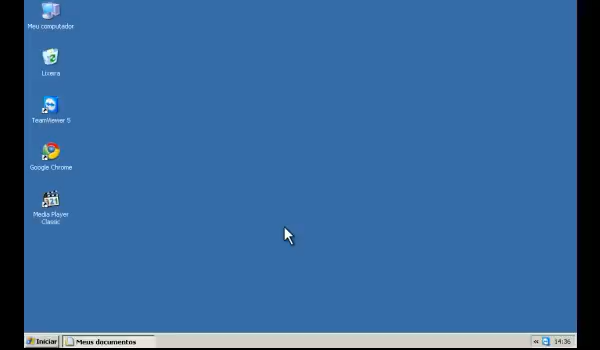 Meu computador
Lixeira
TeamViewer 5
Google Chrome
Media Player
Classic
Iniciar
Meus documentos
«
14:36